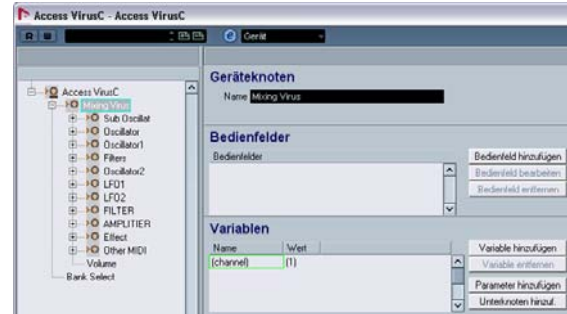 Access VirusC - Access VirusC
R W
Gerät
Access VirusC
Mixing Virus
Sub Oscillat
Oscillator
Oscillator1
Filters
Oscillator2
LFO1
LFO2
FILTER
AMPLITIER
Effect
Other MIDI
Volume
Bank Select
Geräteknoten
Name Mixing Virus
Bedienfelder
Bedienfelder
Bedienfeld hinzufügen
Bedienfeld bearbeiten
Bedienfeld entfernen
Variablen
Name Wert
(channel) (1)
Variable hinzufügen
Variable entfernen
Parameter hinzufügen
Unterknoten hinzuf.